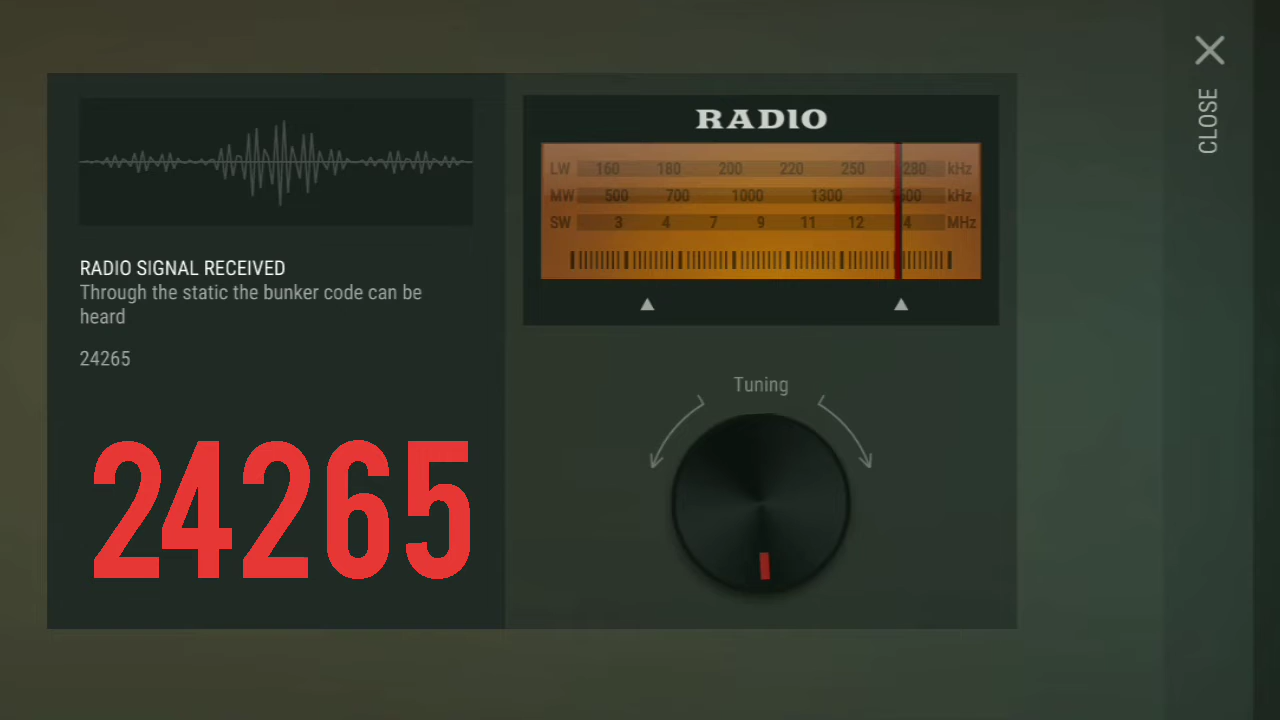 RADIO SIGNAL RECEIVED
Through the static the bunker code can be
heard
24265
24265
RADIO
LW 160 180 200 220 250 280 kHz
MW 500 700 1000 1300 kHz
SW 3 4 7 9 11 12 MHz
Tuning
CLOSE